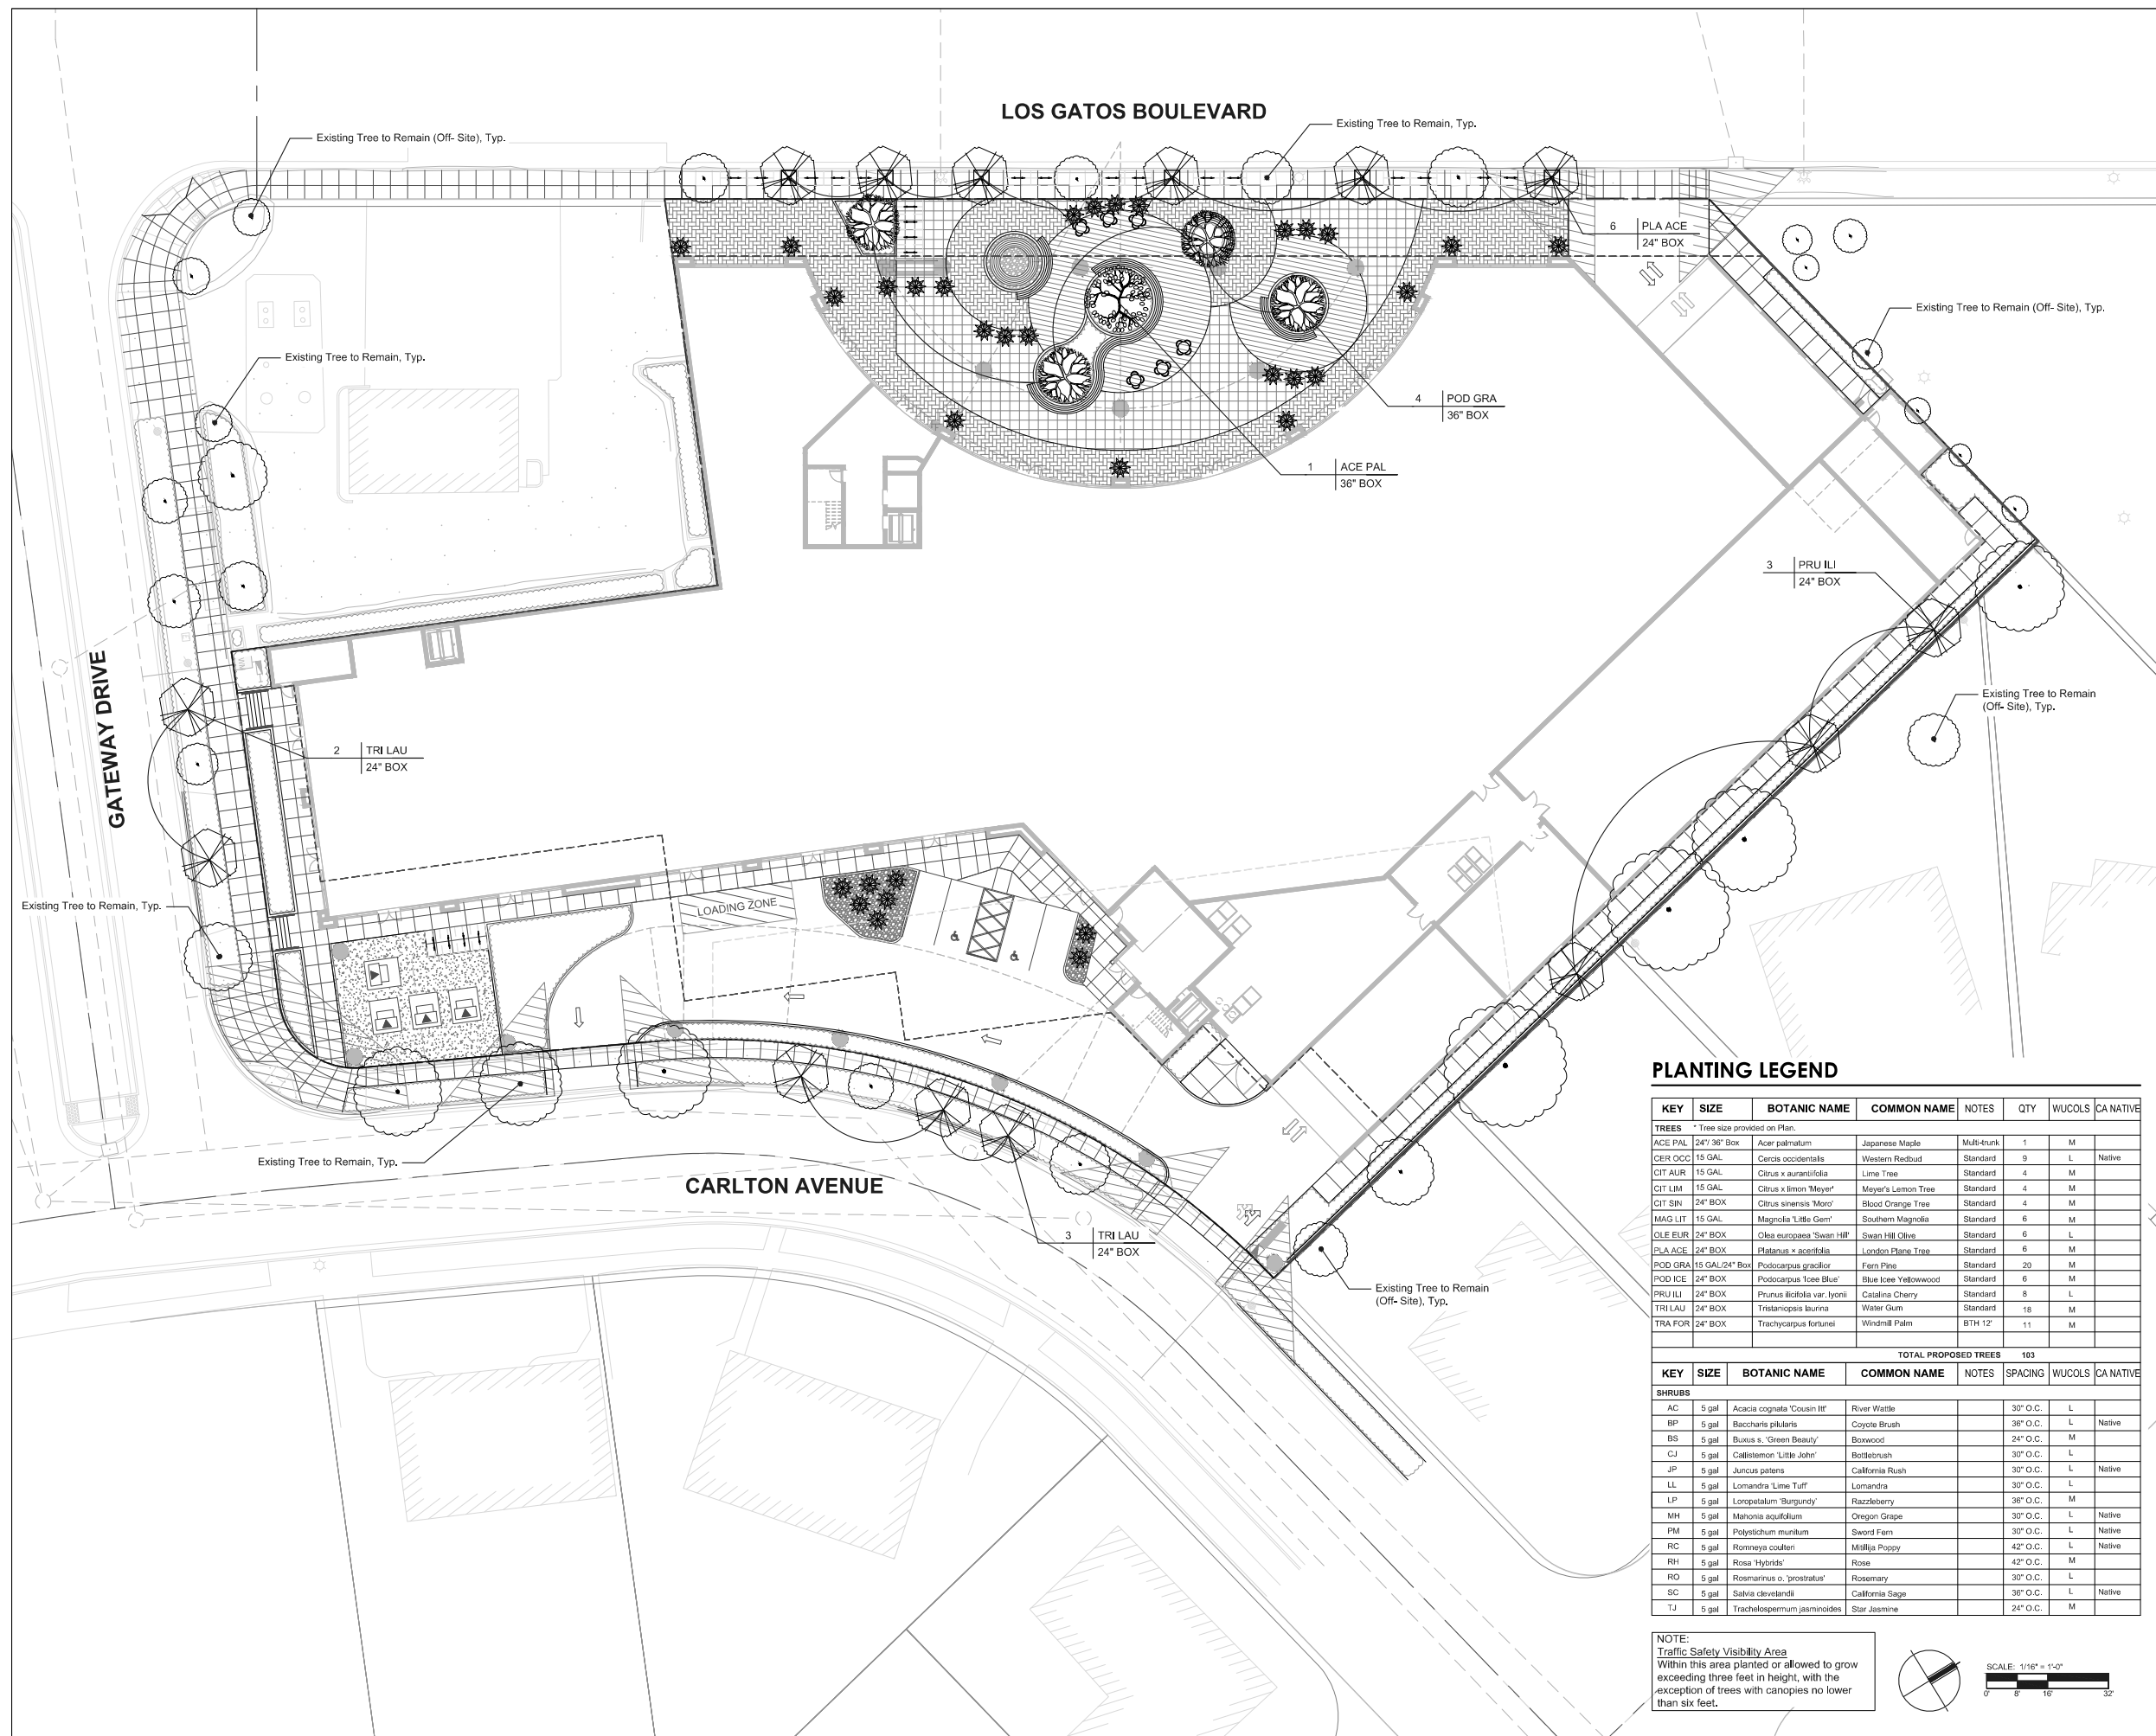 LOS GATOS BOULEVARD
Existing Tree to Remain, Typ.
Existing Tree to Remain (Off- Site), Typ.
6 PLA ACE
24" BOX
Existing Tree to Remain (Off- Site), Typ.
Existing Tree to Remain, Typ.
4 POD GRA
36" BOX
1 ACE PAL
36" BOX
3 PRU ILI
24" BOX
GATEWAY DRIVE
Existing Tree to Remain
(Off- Site), Typ.
2 TRI LAU
24" BOX
Existing Tree to Remain, Typ.
LOADING ZONE
Existing Tree to Remain, Typ.
CARLTON AVENUE
3 TRI LAU
24" BOX
Existing Tree to Remain
(Off- Site), Typ.
PLANTING LEGEND
KEY SIZE BOTANIC NAME COMMON NAME NOTES QTY WUCOLS CA NATIVE
TREES * Tree size provided on Plan.
ACE PAL 24"/ 36" Box Acer palmatum Japanese Maple Multi-trunk 1 M
CER OCC 15 GAL Cercis occidentalis Western Redbud Standard 9 L Native
CIT AUR 15 GAL Citrus x aurantiifolia Lime Tree Standard 4 M
CIT LIM 15 GAL Citrus x limon 'Meyer' Meyer's Lemon Tree Standard 4 M
CIT SIN 24" BOX Citrus sinensis 'Moro' Blood Orange Tree Standard 4 M
MAG LIT 15 GAL Magnolia 'Little Gem' Southern Magnolia Standard 6 M
OLE EUR 24" BOX Olea europaea 'Swan Hill' Swan Hill Olive Standard 6 L
PLA ACE 24" BOX Platanus × acerifolia London Plane Tree Standard 6 M
POD GRA 15 GAL/24" Box Podocarpus gracilior Fern Pine Standard 20 M
POD ICE 24" BOX Podocarpus 'Icee Blue' Blue Icee Yellowwood Standard 6 M
PRU ILI 24" BOX Prunus ilicifolia var. lyonii Catalina Cherry Standard 8 L
TRI LAU 24" BOX Tristaniopsis laurina Water Gum Standard 18 M
TRA FOR 24" BOX Trachycarpus fortunei Windmill Palm BTH 12' 11 M
TOTAL PROPOSED TREES 103
KEY SIZE BOTANIC NAME COMMON NAME NOTES SPACING WUCOLS CA NATIVE
SHRUBS
AC 5 gal Acacia cognata 'Cousin Itt' River Wattle 30" O.C. L
BP 5 gal Baccharis pilularis Coyote Brush 36" O.C. L Native
BS 5 gal Buxus s. 'Green Beauty' Boxwood 24" O.C. M
CJ 5 gal Callistemon 'Little John' Bottlebrush 30" O.C. L
JP 5 gal Juncus patens California Rush 30" O.C. L Native
LL 5 gal Lomandra 'Lime Tuff' Lomandra 30" O.C. L
LP 5 gal Loropetalum 'Burgundy' Razzleberry 36" O.C. M
MH 5 gal Mahonia aquifolium Oregon Grape 30" O.C. L Native
PM 5 gal Polystichum munitum Sword Fern 30" O.C. L Native
RC 5 gal Romneya coulteri Mitillija Poppy 42" O.C. L Native
RH 5 gal Rosa 'Hybrids' Rose 42" O.C. M
RO 5 gal Rosmarinus o. 'prostratus' Rosemary 30" O.C. L
SC 5 gal Salvia clevelandii California Sage 36" O.C. L Native
TJ 5 gal Trachelospermum jasminoides Star Jasmine 24" O.C. M
NOTE:
Traffic Safety Visibility Area
Within this area planted or allowed to grow
exceeding three feet in height, with the
exception of trees with canopies no lower
than six feet.
SCALE: 1/16" = 1'-0"
0' 8' 16' 32'